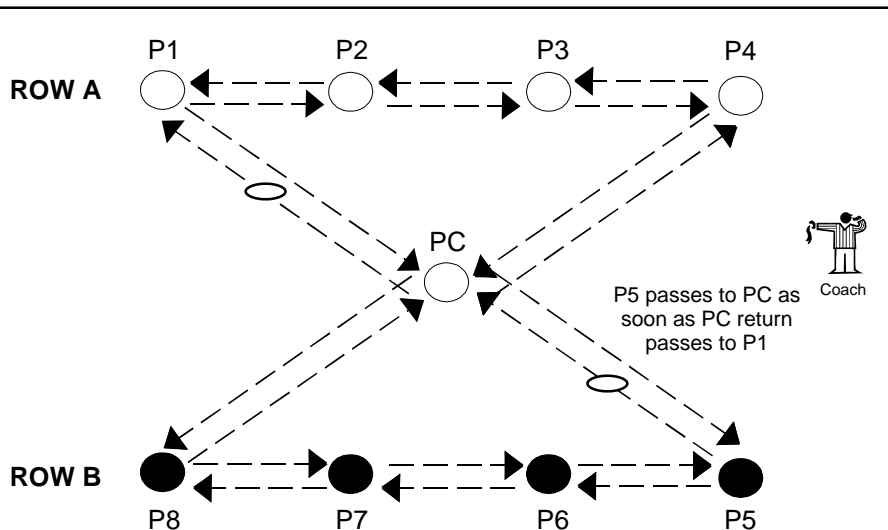 P1 P2 P3 P4
ROW A
PC
Coach
P5 passes to PC as
soon as PC return
passes to P1
ROW B
P8 P7 P6 P5